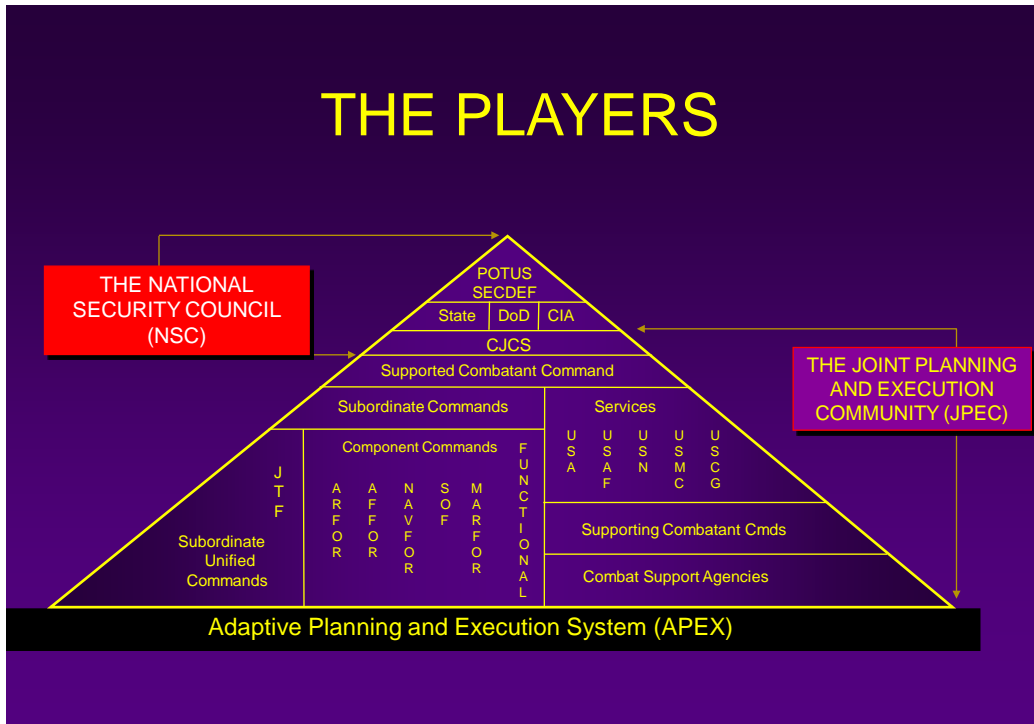 THE PLAYERS
THE NATIONAL
SECURITY COUNCIL
(NSC)
POTUS
SECDEF
State DoD CIA
CJCS
Supported Combatant Command
THE JOINT PLANNING
AND EXECUTION
COMMUNITY (JPEC)
Subordinate Commands
Services
USA
USAF
USN
USMC
USCG
Component Commands
JTF
ARFOR
AFFOR
NAVFOR
SOF
MARFOR
FUNCTIONAL
Subordinate
Unified
Commands
Supporting Combatant Cmds
Combat Support Agencies
Adaptive Planning and Execution System (APEX)